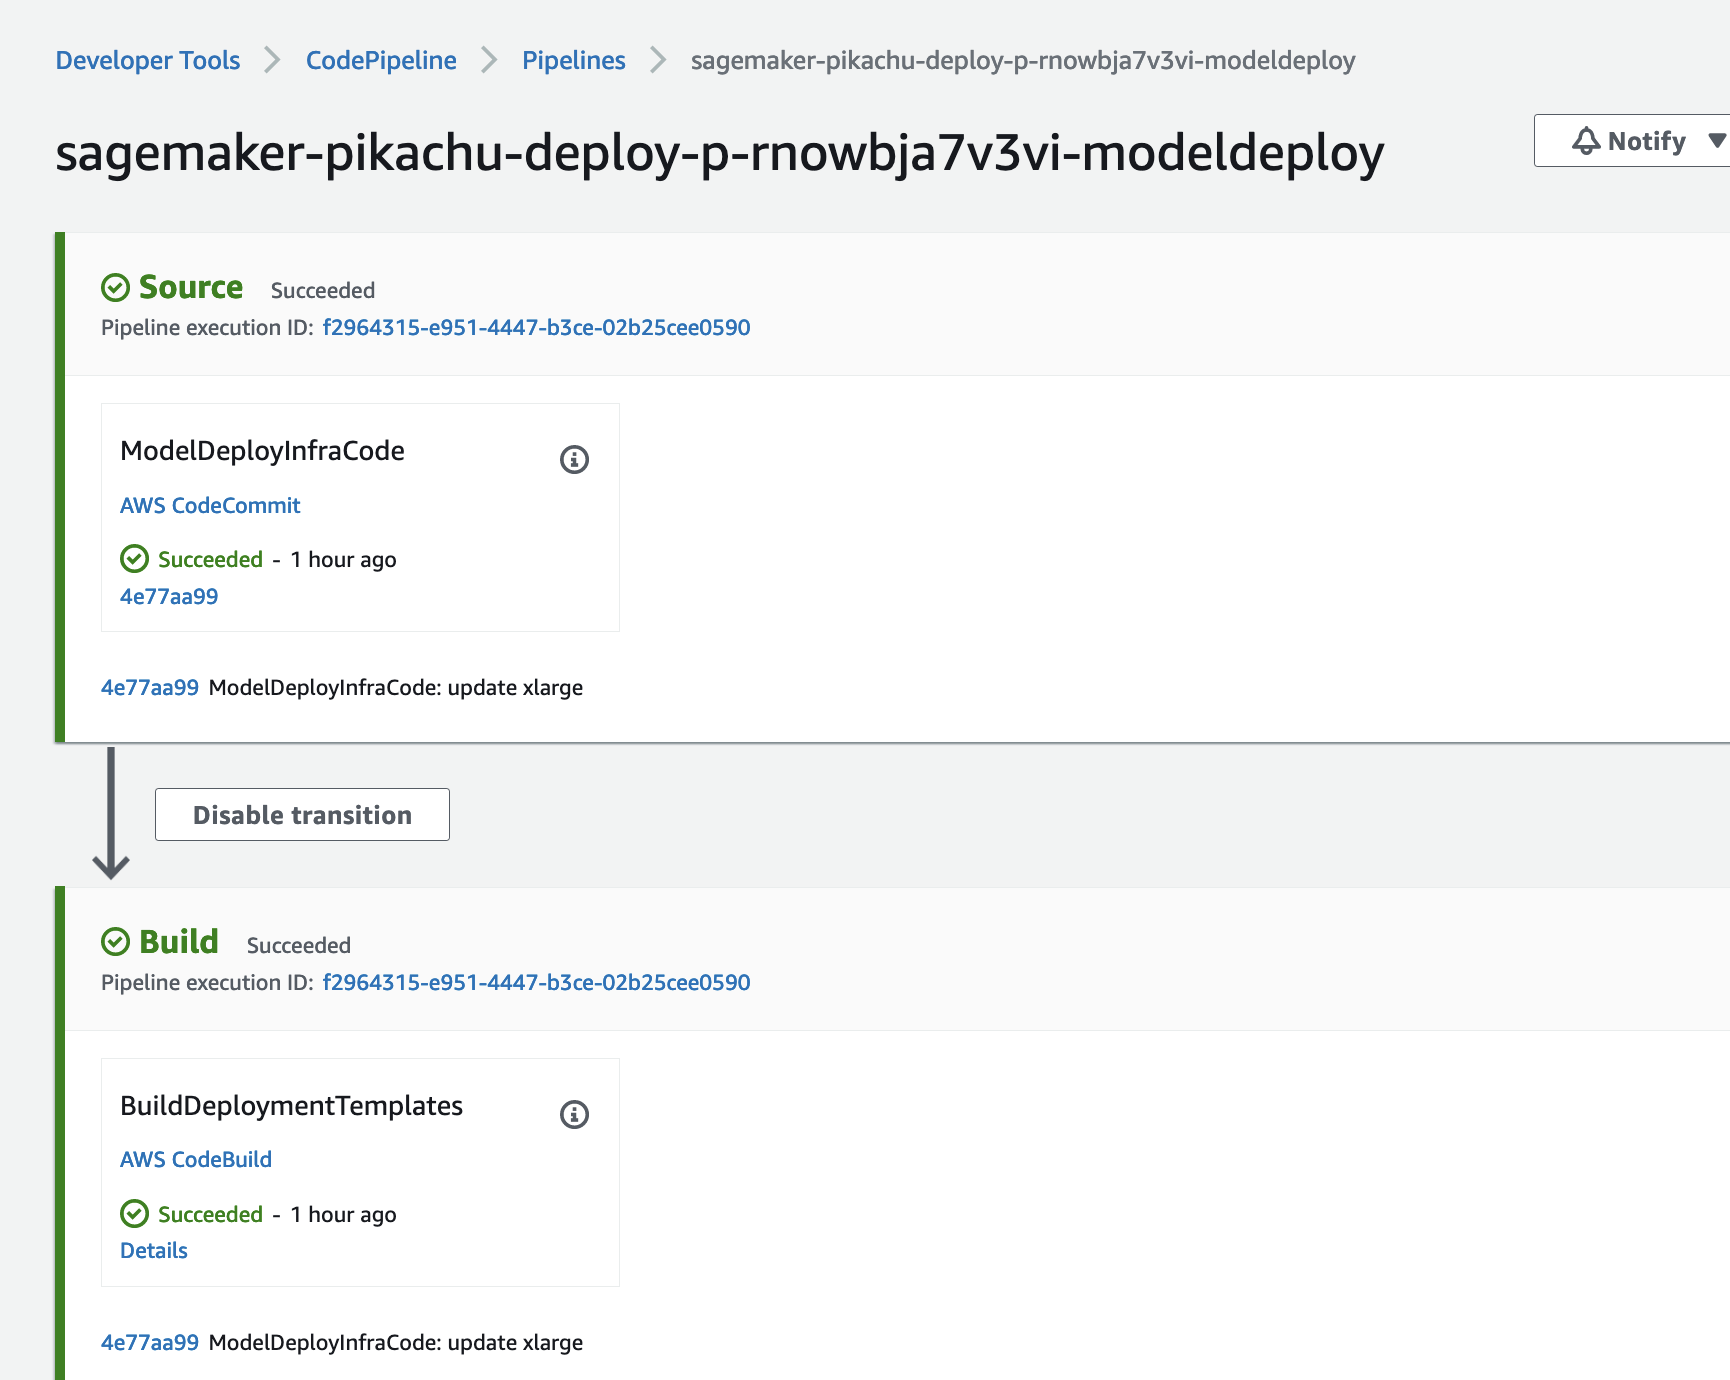 Developer Tools CodePipeline Pipelines sagemaker-pikachu-deploy-p-rnowbja7v3vi-modeldeploy
sagemaker-pikachu-deploy-p-rnowbja7v3vi-modeldeploy
Notify
Source Succeeded
Pipeline execution ID: f2964315-e951-4447-b3ce-02b25cee0590
ModelDeployInfraCode
AWS CodeCommit
Succeeded - 1 hour ago
4e77aa99
4e77aa99 ModelDeployInfraCode: update xlarge
Disable transition
Build Succeeded
Pipeline execution ID: f2964315-e951-4447-b3ce-02b25cee0590
BuildDeploymentTemplates
AWS CodeBuild
Succeeded - 1 hour ago
Details
4e77aa99 ModelDeployInfraCode: update xlarge